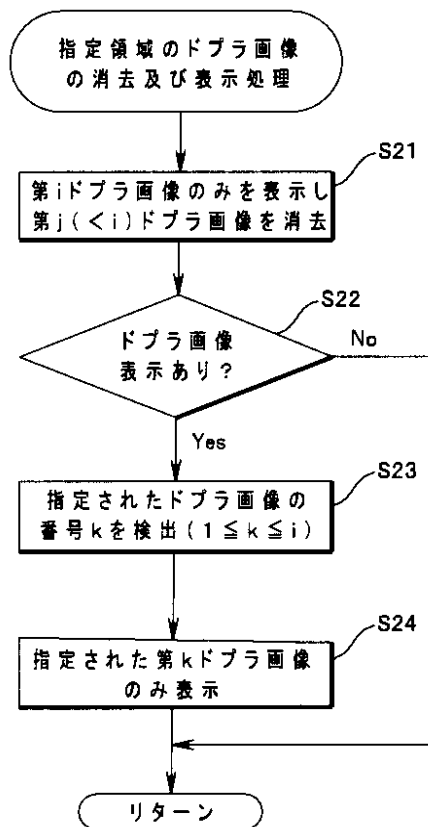 指定領域のドプラ画像
の消去及び表示処理
S21
第iドプラ画像のみを表示し
第j(<i)ドプラ画像を消去
S22
ドプラ画像
表示あり?
No
Yes
S23
指定されたドプラ画像の
番号kを検出(1≦k≦i)
S24
指定された第kドプラ画像
のみ表示
リターン